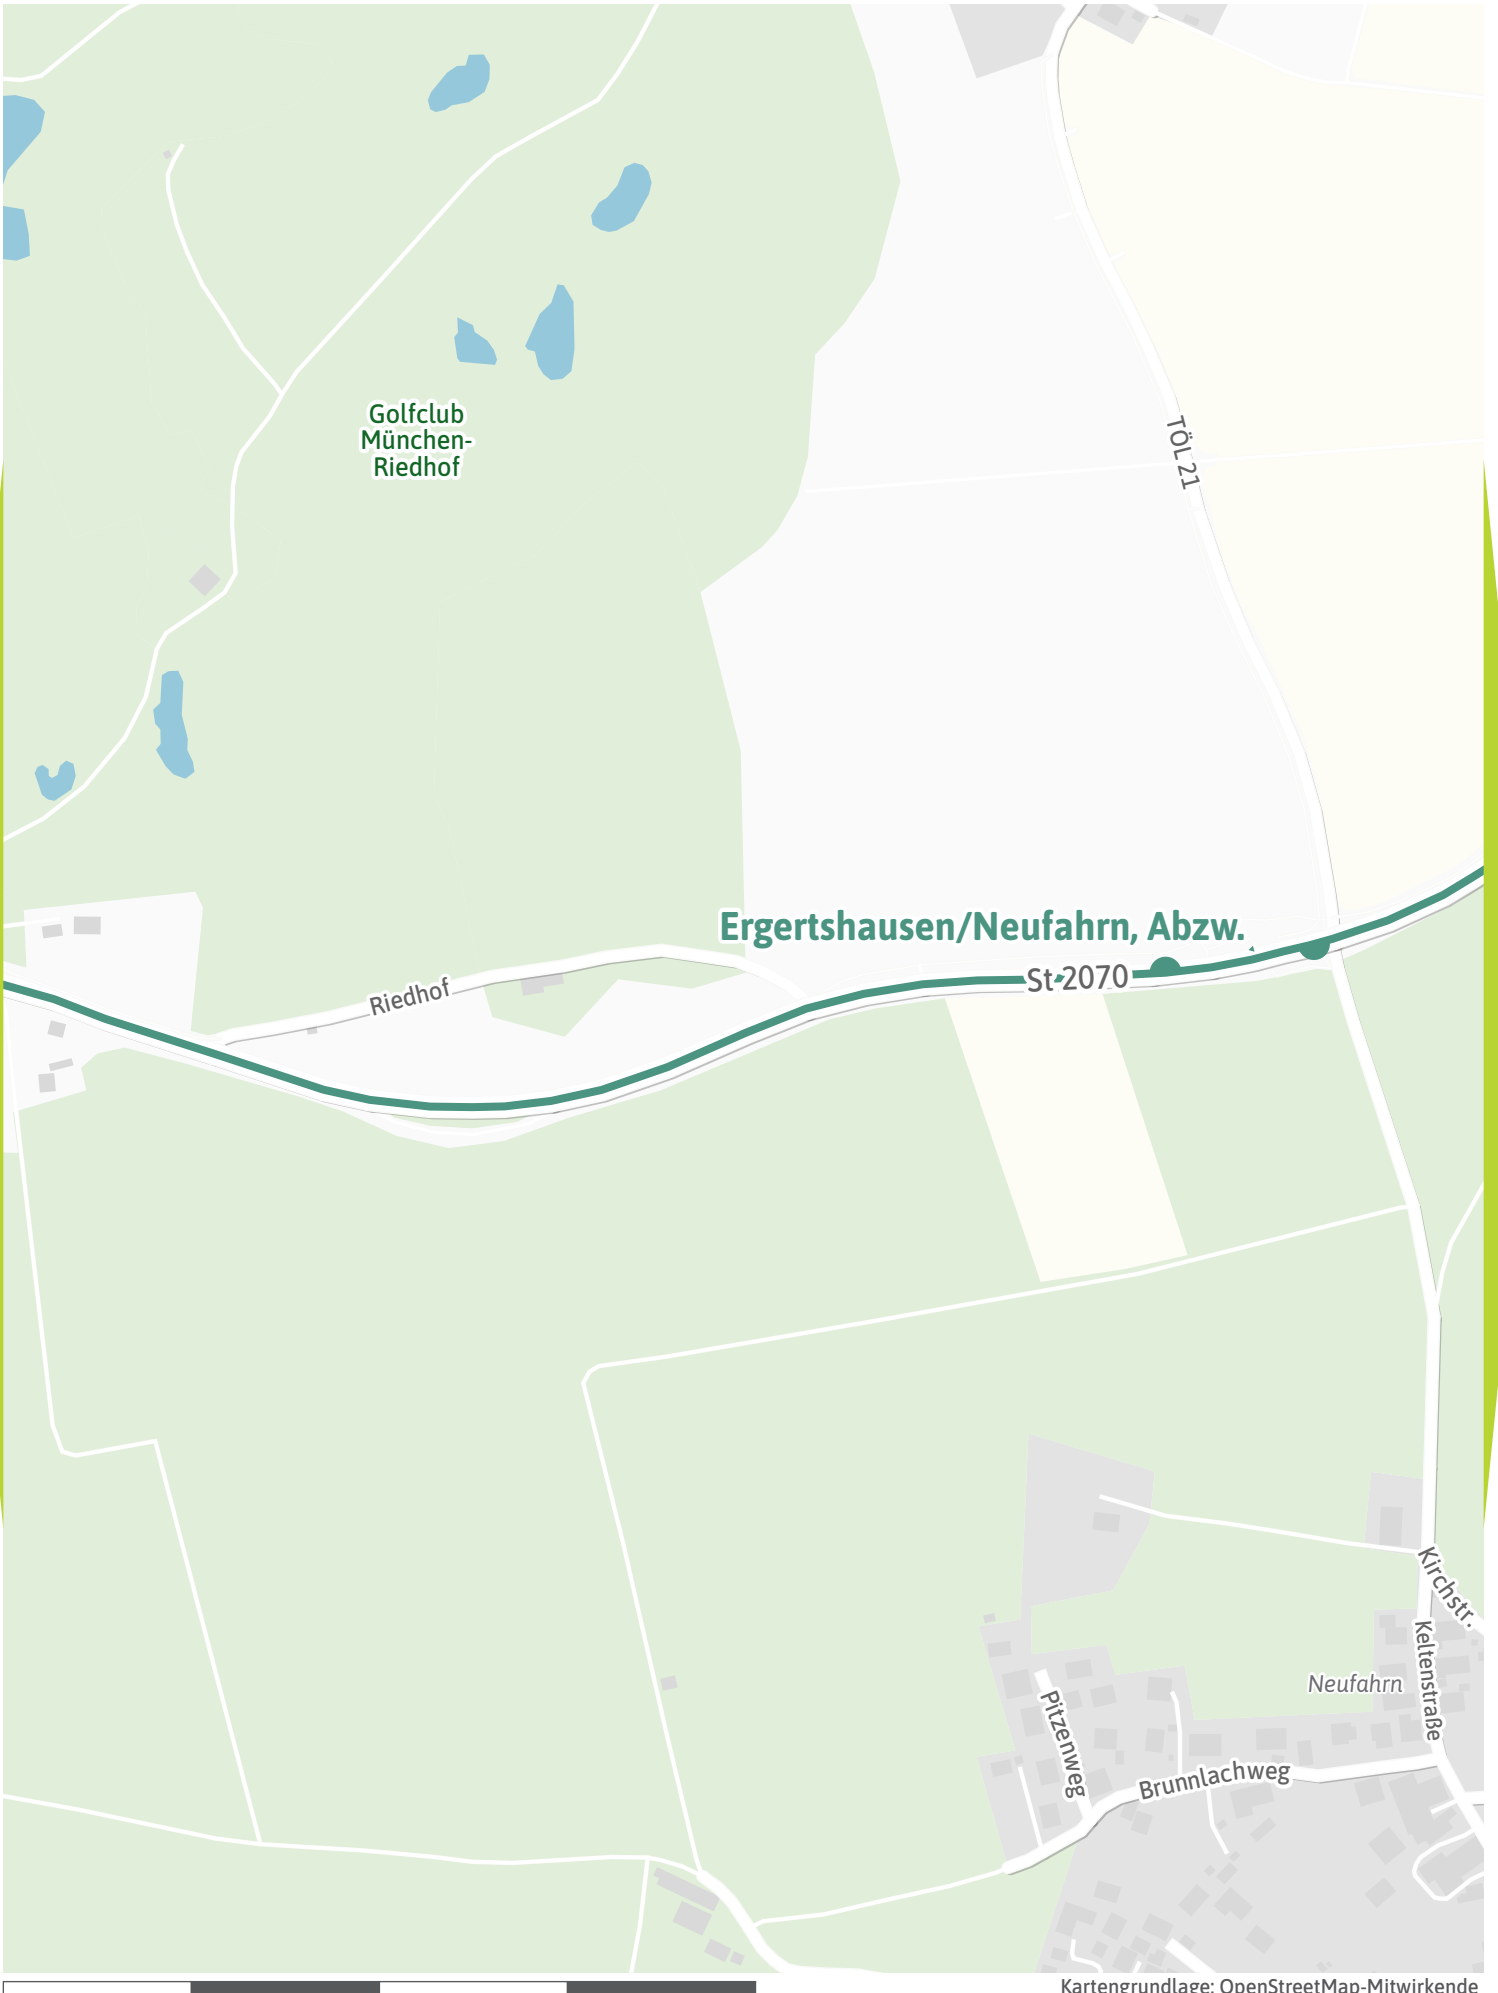 Golfclub
München-
Riedhof
TÖL 21
Ergertshausen/Neufahrn, Abzw.
St 2070
Riedhof
Kirchstr.
Keltenstraße
Neufahrn
Pitzenweg
Brunnlachweg
Kartengrundlage: OpenStreetMap-Mitwirkende